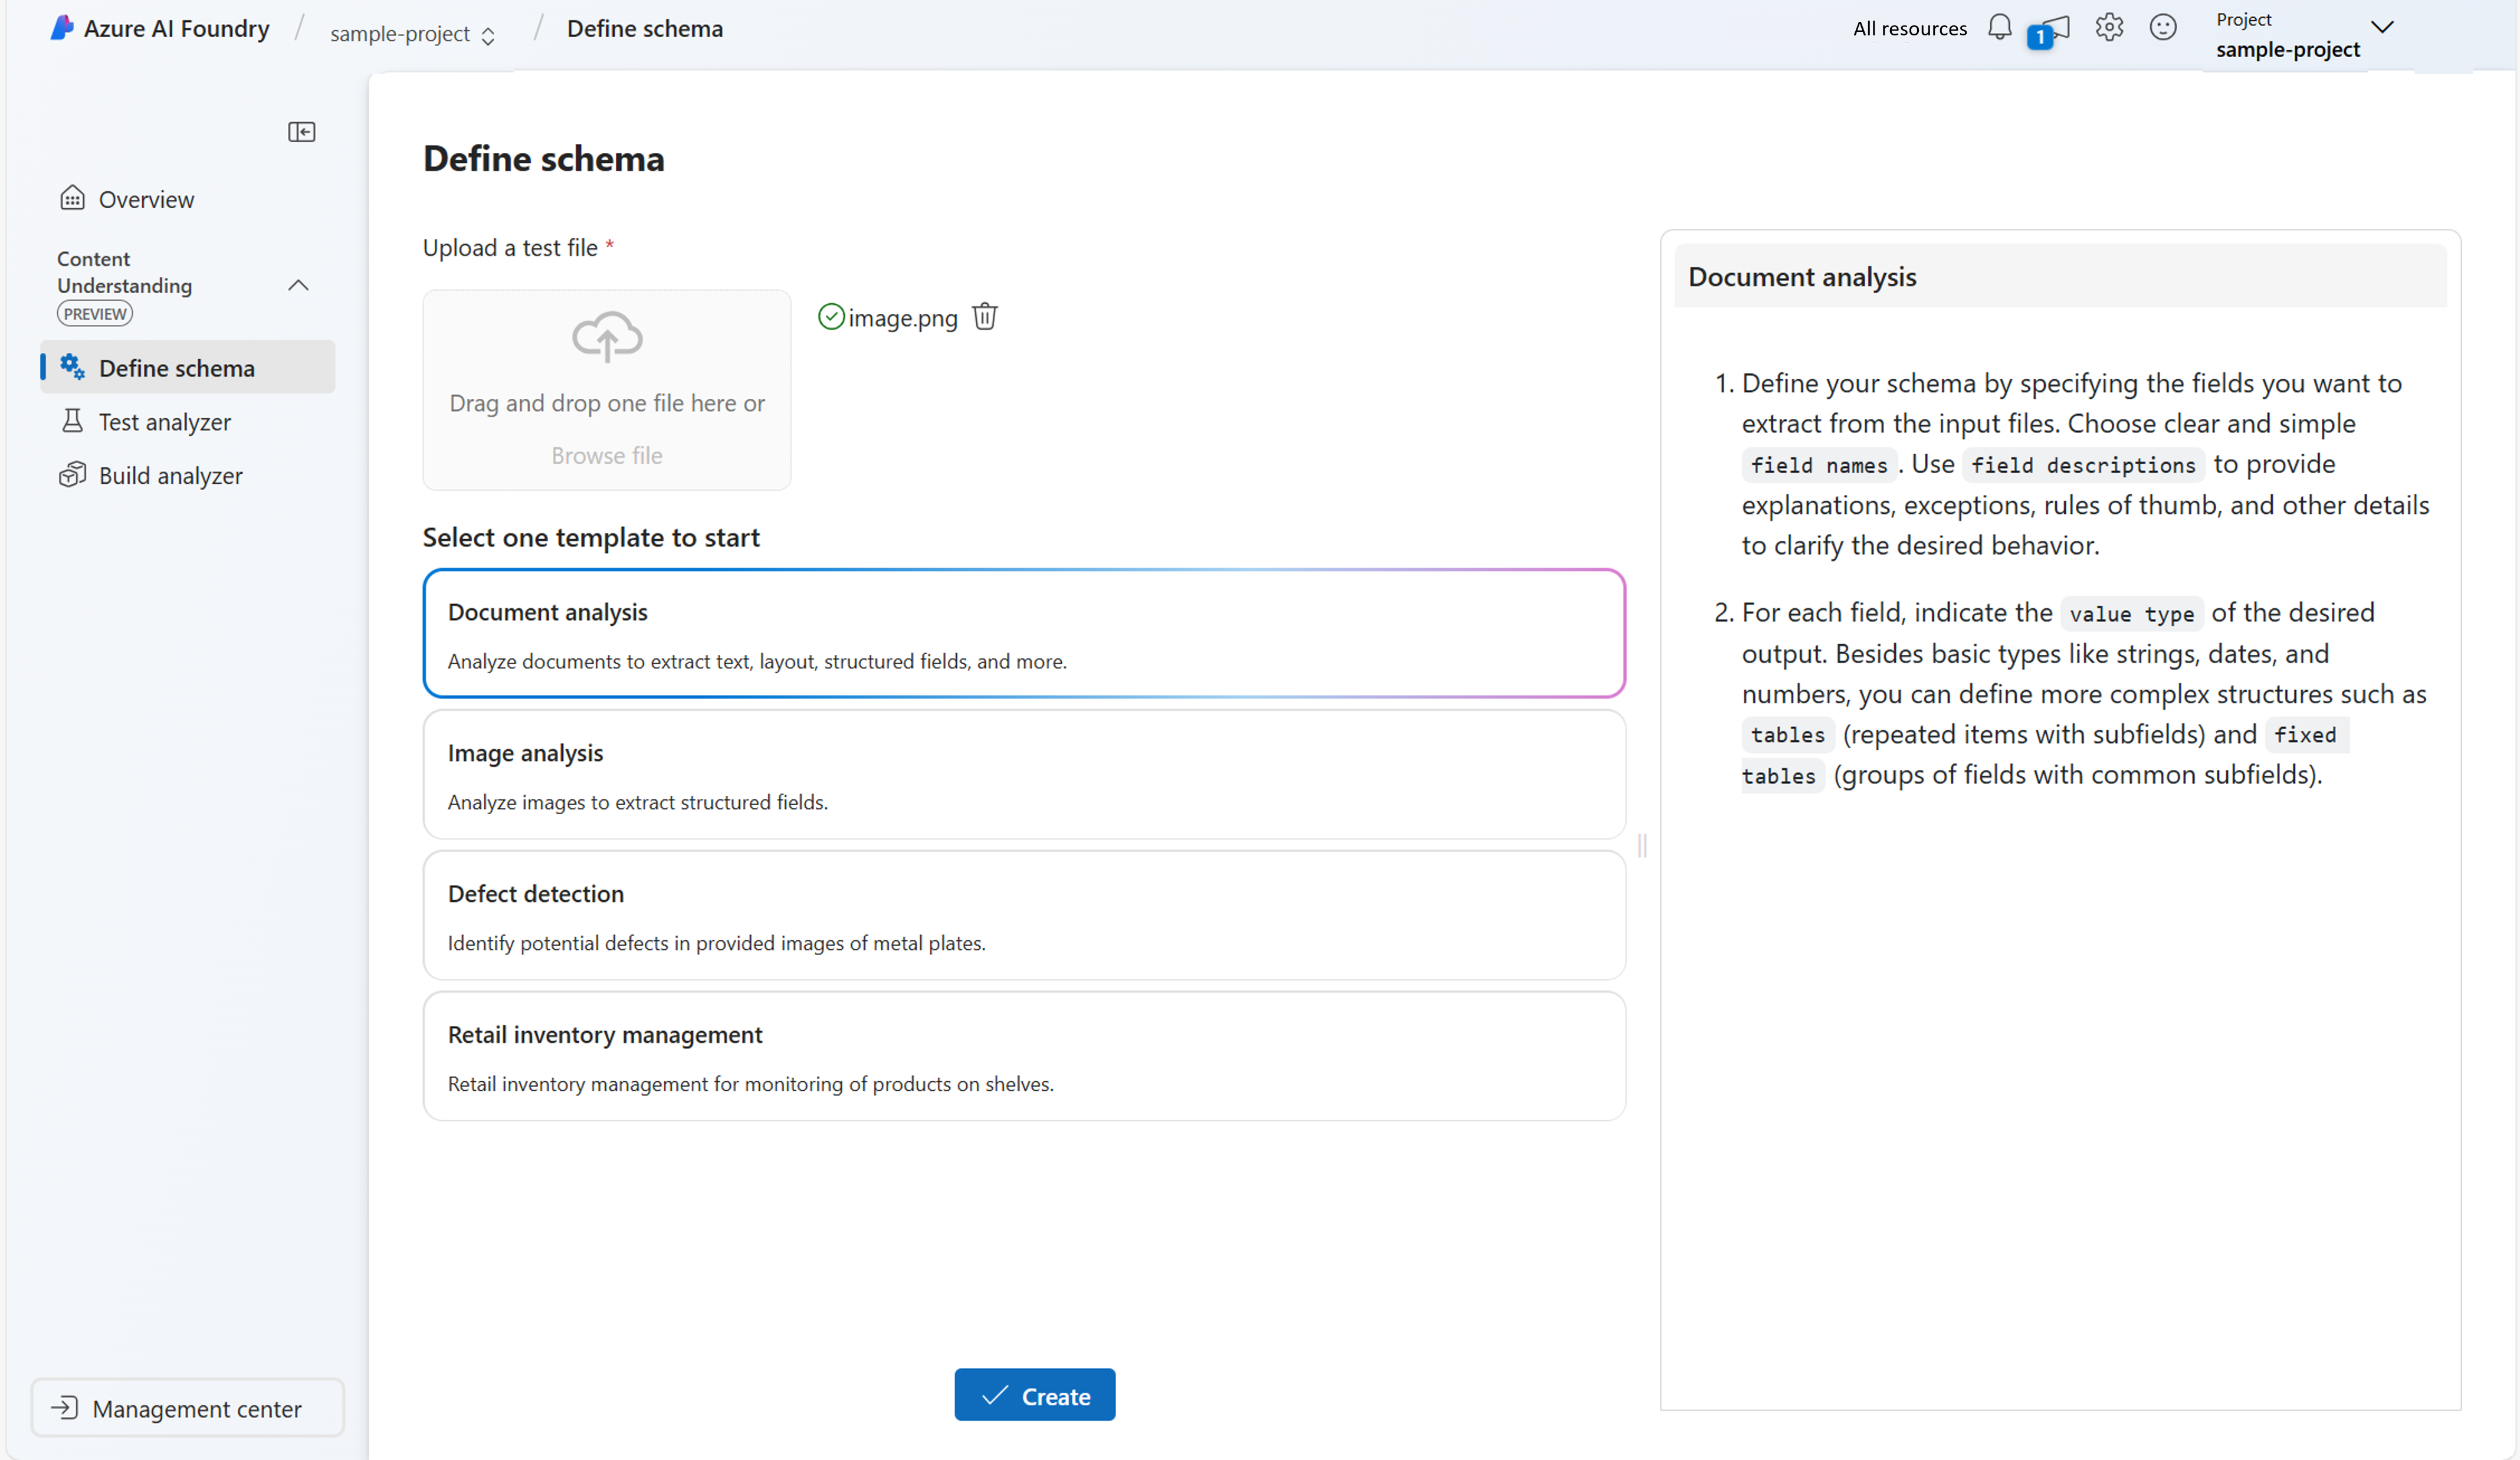 Azure AI Foundry / sample-project / Define schema
All resources
1
Project
sample-project
Overview
Content
Understanding
PREVIEW
Define schema
Test analyzer
Build analyzer
Management center
Define schema
Upload a test file *
Drag and drop one file here or
Browse file
image.png
Select one template to start
Document analysis
Analyze documents to extract text, layout, structured fields, and more.
Image analysis
Analyze images to extract structured fields.
Defect detection
Identify potential defects in provided images of metal plates.
Retail inventory management
Retail inventory management for monitoring of products on shelves.
Create
Document analysis
1. Define your schema by specifying the fields you want to
extract from the input files. Choose clear and simple
field names. Use field descriptions to provide
explanations, exceptions, rules of thumb, and other details
to clarify the desired behavior.
2. For each field, indicate the value type of the desired
output. Besides basic types like strings, dates, and
numbers, you can define more complex structures such as
tables (repeated items with subfields) and fixed
tables (groups of fields with common subfields).